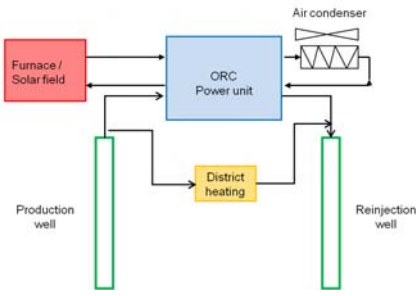 Air condenser
Furnace /
Solar field
ORC
Power unit
District
heating
Production
well
Reinjection
well